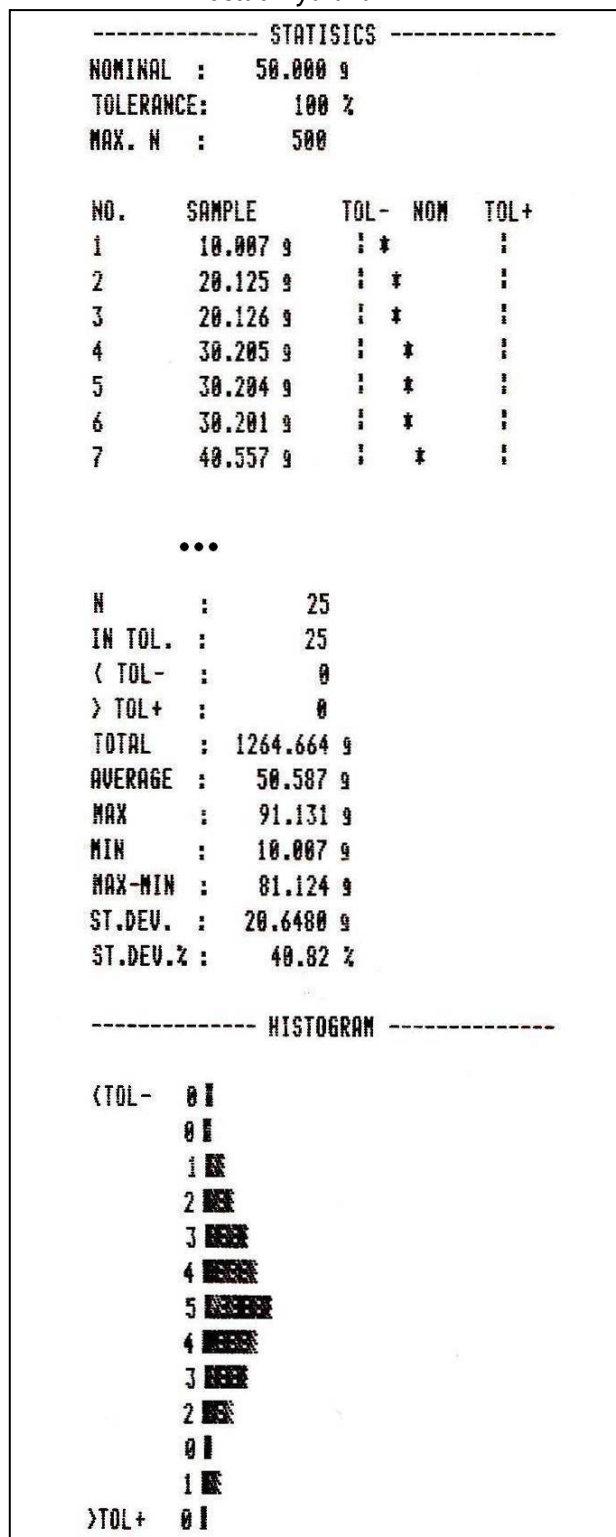 -------------- STATISICS --------------
NOMINAL : 50.000 g
TOLERANCE: 100 %
MAX. N : 500
NO. SAMPLE TOL- NOM TOL+
1 10.007 g ¦ * ¦
2 20.125 g ¦ * ¦
3 20.126 g ¦ * ¦
4 30.205 g ¦ * ¦
5 30.204 g ¦ * ¦
6 30.201 g ¦ * ¦
7 40.557 g ¦ * ¦
•••
N : 25
IN TOL. : 25
< TOL- : 0
> TOL+ : 0
TOTAL : 1264.664 g
AVERAGE : 50.587 g
MAX : 91.131 g
MIN : 10.007 g
MAX-MIN : 81.124 g
ST.DEV. : 20.6480 g
ST.DEV.% : 40.82 %
-------------- HISTOGRAM --------------
<TOL- 0
0
1
2
3
4
5
4
3
2
0
1
>TOL+ 0